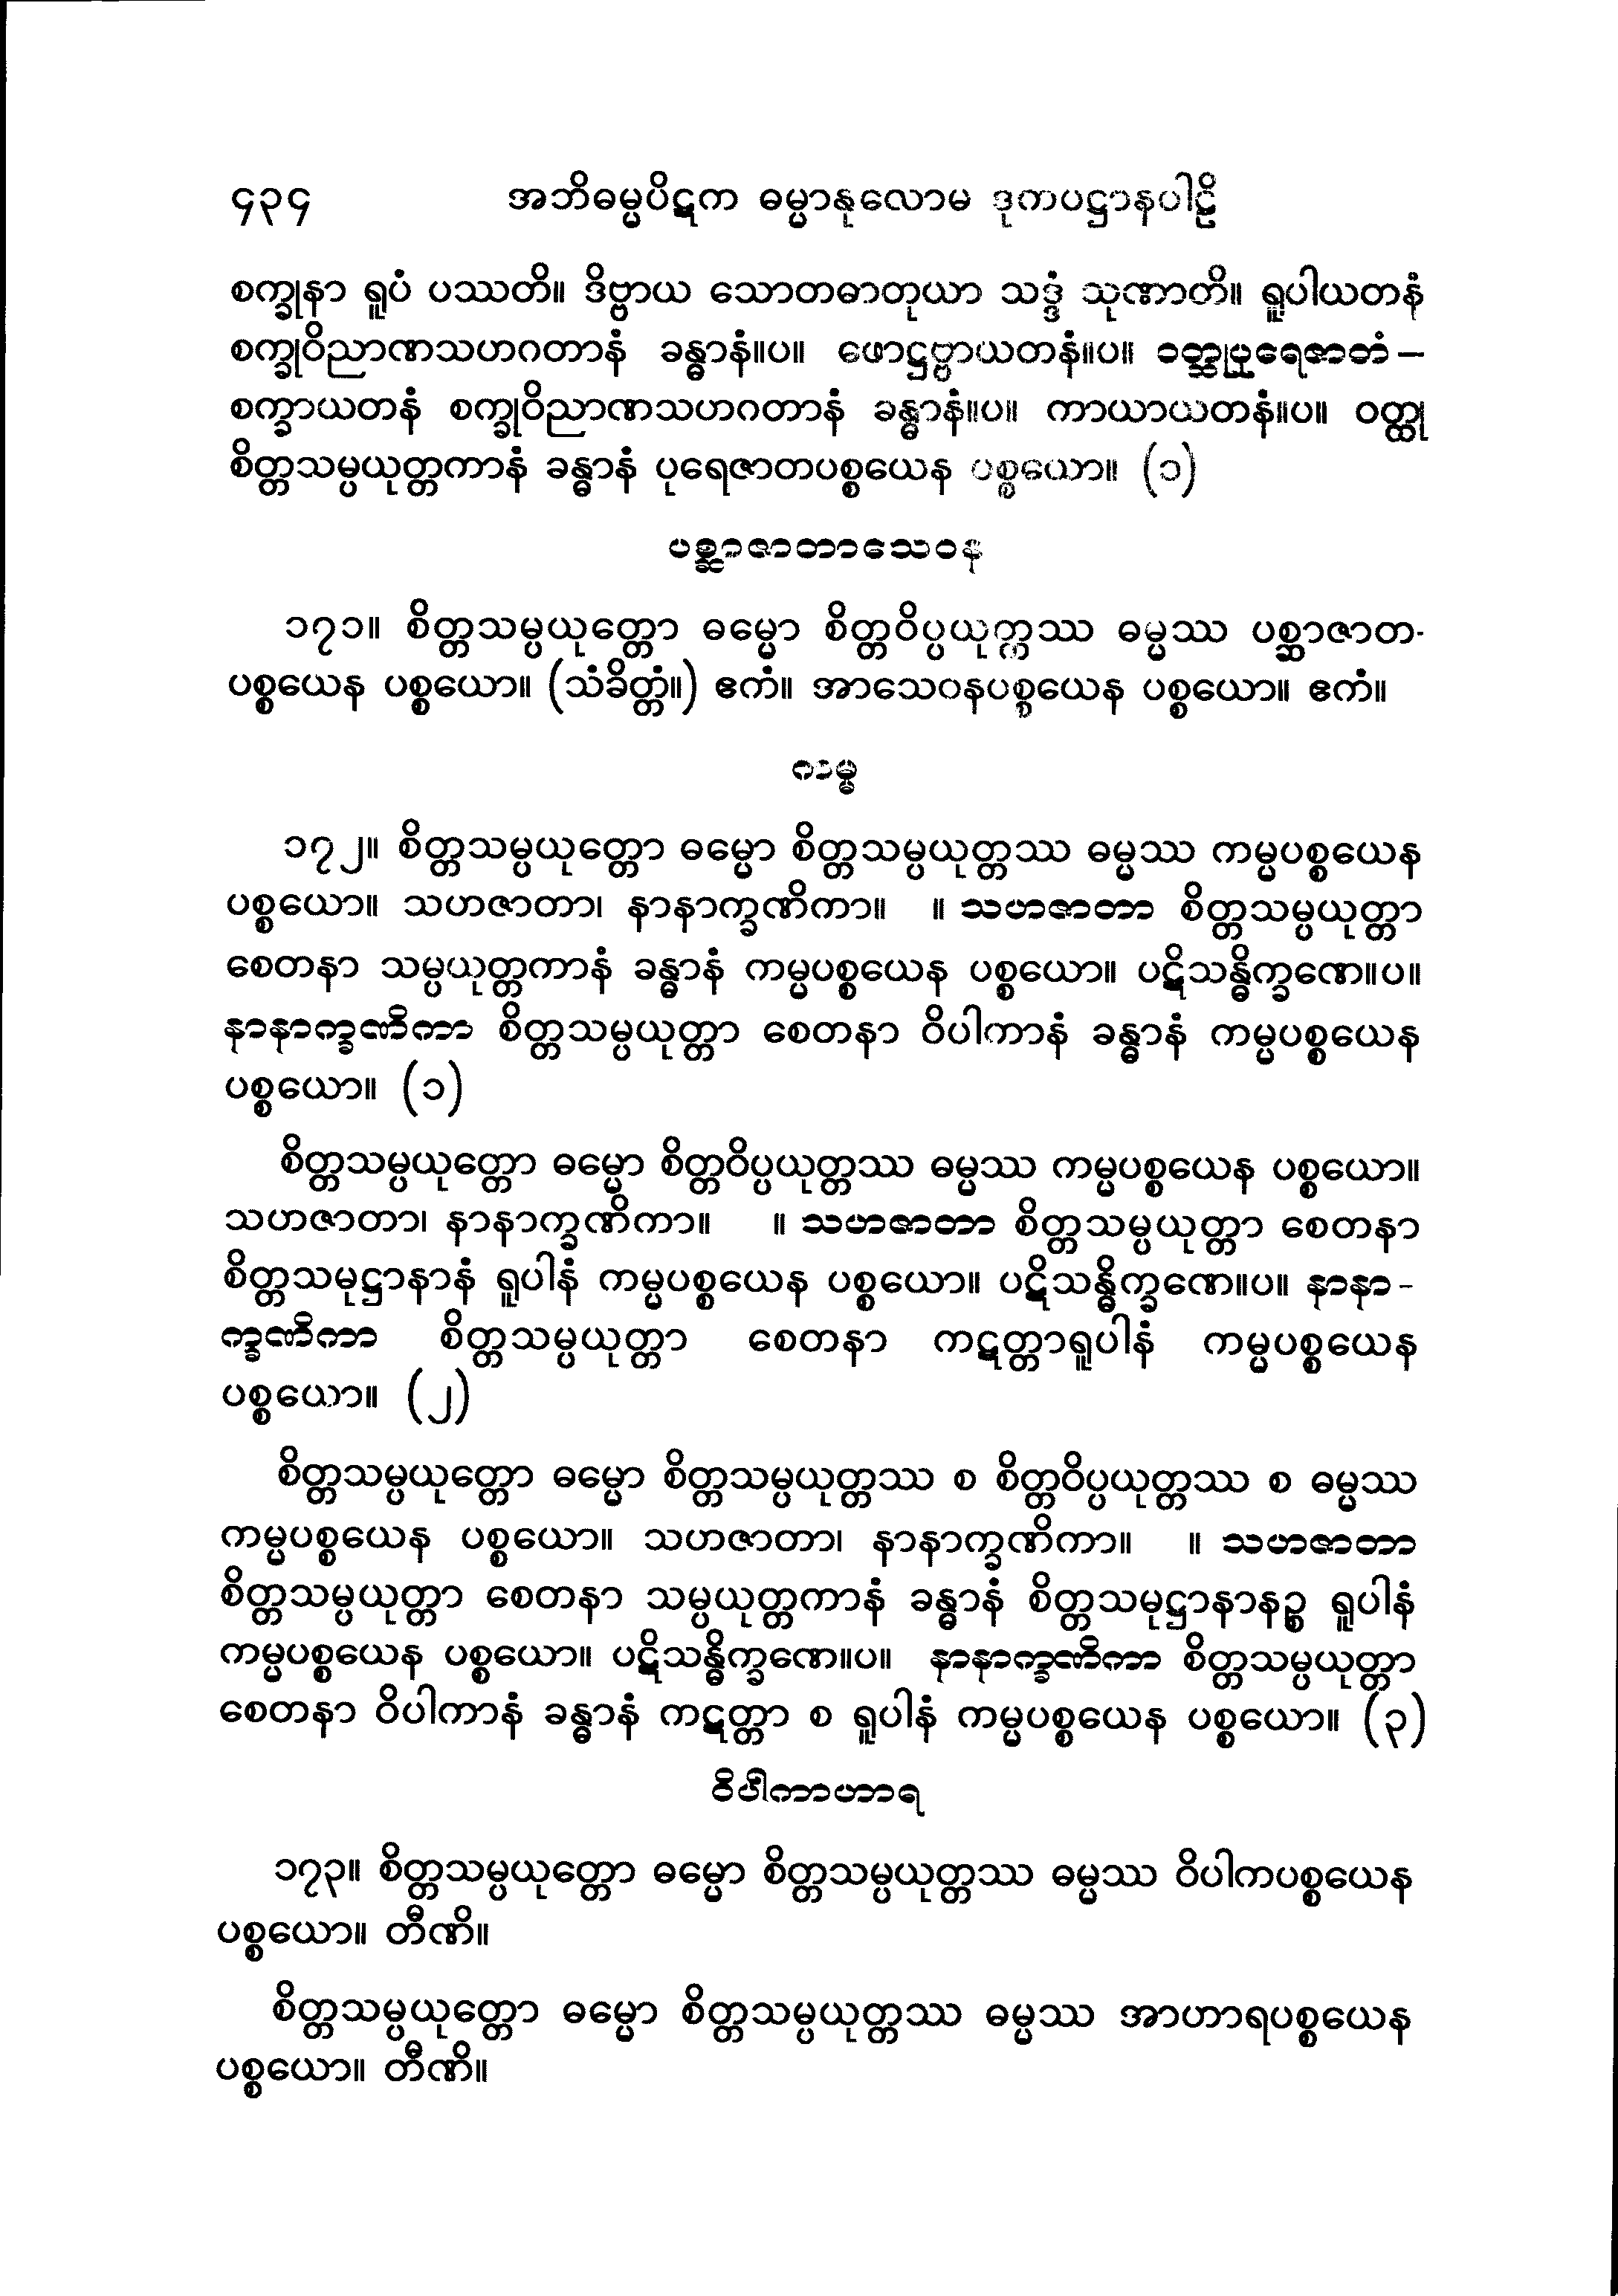 ၄၃၄ အဘိဓမ္မပိဋက ဓမ္မာနုလောမ ဒုကပဋ္ဌာနပါဠိ
စက္ခုနာ ရူပံ ပဿတိ။ ဒိဗ္ဗာယ သောတဓာတုယာ သဒ္ဒံ သုဏာတိ။ ရူပါယတနံ
စက္ခုဝိညာဏသဟဂတာနံ ခန္ဓာနံ။ပ။ ဖောဋ္ဌဗ္ဗာယတနံ။ပ။ ဝတ္ထုပုရေဇာတံ –
စက္ခာယတနံ စက္ခုဝိညာဏသဟဂတာနံ ခန္ဓာနံ။ပ။ ကာယာယတနံ။ပ။ ဝတ္ထု
စိတ္တသမ္ပယုတ္တကာနံ ခန္ဓာနံ ပုရေဇာတပစ္စယေန ပစ္စယော။ (၁)
ပစ္ဆာဇာတာသေဝန
၁၇၁။ စိတ္တသမ္ပယုတ္တော ဓမ္မော စိတ္တဝိပ္ပယုတ္တဿ ဓမ္မဿ ပစ္ဆာဇာတ-
ပစ္စယေန ပစ္စယော။ (သံခိတ္တံ။) ဧကံ။ အာသေဝနပစ္စယေန ပစ္စယော။ ဧကံ။
ကမ္မ
၁၇၂။ စိတ္တသမ္ပယုတ္တော ဓမ္မော စိတ္တသမ္ပယုတ္တဿ ဓမ္မဿ ကမ္မပစ္စယေန
ပစ္စယော။ သဟဇာတာ၊ နာနာက္ခဏိကာ။ ။ သဟဇာတာ စိတ္တသမ္ပယုတ္တာ
စေတနာ သမ္ပယုတ္တကာနံ ခန္ဓာနံ ကမ္မပစ္စယေန ပစ္စယော။ ပဋိသန္ဓိက္ခဏေ။ပ။
နာနာက္ခဏိကာ စိတ္တသမ္ပယုတ္တာ စေတနာ ဝိပါကာနံ ခန္ဓာနံ ကမ္မပစ္စယေန
ပစ္စယော။ (၁)
စိတ္တသမ္ပယုတ္တော ဓမ္မော စိတ္တဝိပ္ပယုတ္တဿ ဓမ္မဿ ကမ္မပစ္စယေန ပစ္စယော။
သဟဇာတာ၊ နာနာက္ခဏိကာ။ ။ သဟဇာတာ စိတ္တသမ္ပယုတ္တာ စေတနာ
စိတ္တသမုဋ္ဌာနာနံ ရူပါနံ ကမ္မပစ္စယေန ပစ္စယော။ ပဋိသန္ဓိက္ခဏေ။ပ။ နာနာ-
က္ခဏိကာ စိတ္တသမ္ပယုတ္တာ စေတနာ ကဋတ္တာရူပါနံ ကမ္မပစ္စယေန
ပစ္စယော။ (၂)
စိတ္တသမ္ပယုတ္တော ဓမ္မော စိတ္တသမ္ပယုတ္တဿ စ စိတ္တဝိပ္ပယုတ္တဿ စ ဓမ္မဿ
ကမ္မပစ္စယေန ပစ္စယော။ သဟဇာတာ၊ နာနာက္ခဏိကာ။ ။ သဟဇာတာ
စိတ္တသမ္ပယုတ္တာ စေတနာ သမ္ပယုတ္တကာနံ ခန္ဓာနံ စိတ္တသမုဋ္ဌာနာနဉ္စ ရူပါနံ
ကမ္မပစ္စယေန ပစ္စယော။ ပဋိသန္ဓိက္ခဏေ။ပ။ နာနာက္ခဏိကာ စိတ္တသမ္ပယုတ္တာ
စေတနာ ဝိပါကာနံ ခန္ဓာနံ ကဋတ္တာ စ ရူပါနံ ကမ္မပစ္စယေန ပစ္စယော။ (၃)
ဝိပါကာဟာရ
၁၇၃။ စိတ္တသမ္ပယုတ္တော ဓမ္မော စိတ္တသမ္ပယုတ္တဿ ဓမ္မဿ ဝိပါကပစ္စယေန
ပစ္စယော။ တီဏိ။
စိတ္တသမ္ပယုတ္တော ဓမ္မော စိတ္တသမ္ပယုတ္တဿ ဓမ္မဿ အာဟာရပစ္စယေန
ပစ္စယော။ တီဏိ။